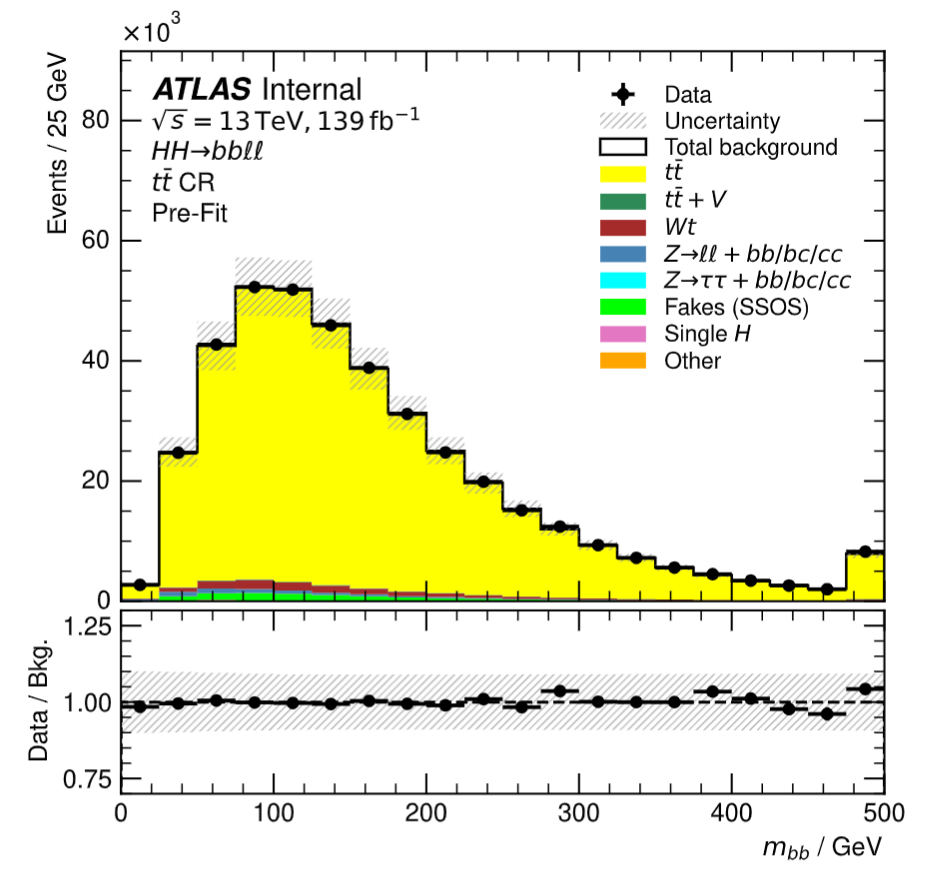 ×10³
Events / 25 GeV
80
60
40
20
0
ATLAS Internal
√s = 13 TeV, 139 fb⁻¹
HH→bbℓℓ
tt̄ CR
Pre-Fit
Data
Uncertainty
Total background
tt̄
tt̄ + V
Wt
Z→ℓℓ + bb/bc/cc
Z→ττ + bb/bc/cc
Fakes (SSOS)
Single H
Other
Data / Bkg.
1.25
1.00
0.75
0 100 200 300 400 500
m_bb / GeV